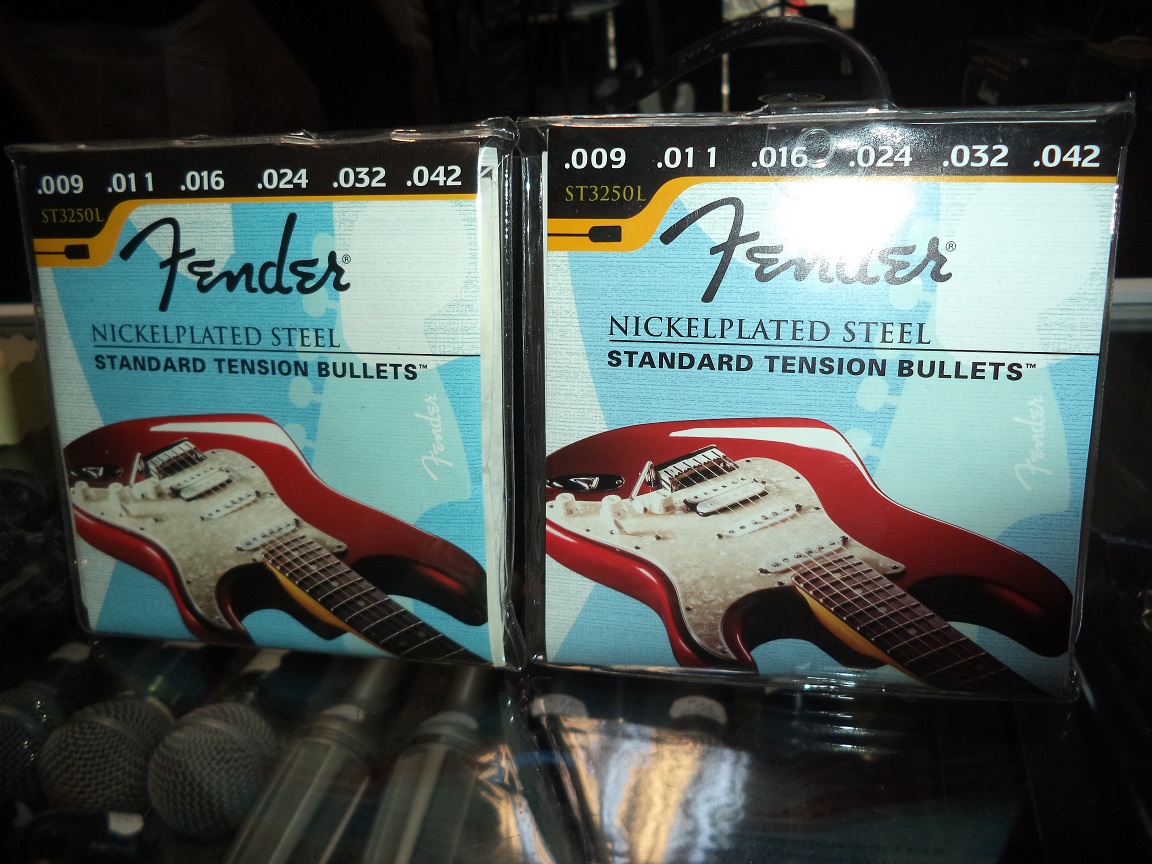 .009 .011 .016 .024 .032 .042
ST3250L
Fender®
NICKELPLATED STEEL
STANDARD TENSION BULLETS™
Fender
.009 .011 .016 .024 .032 .042
ST3250L
Fender®
NICKELPLATED STEEL
STANDARD TENSION BULLETS™
Fender